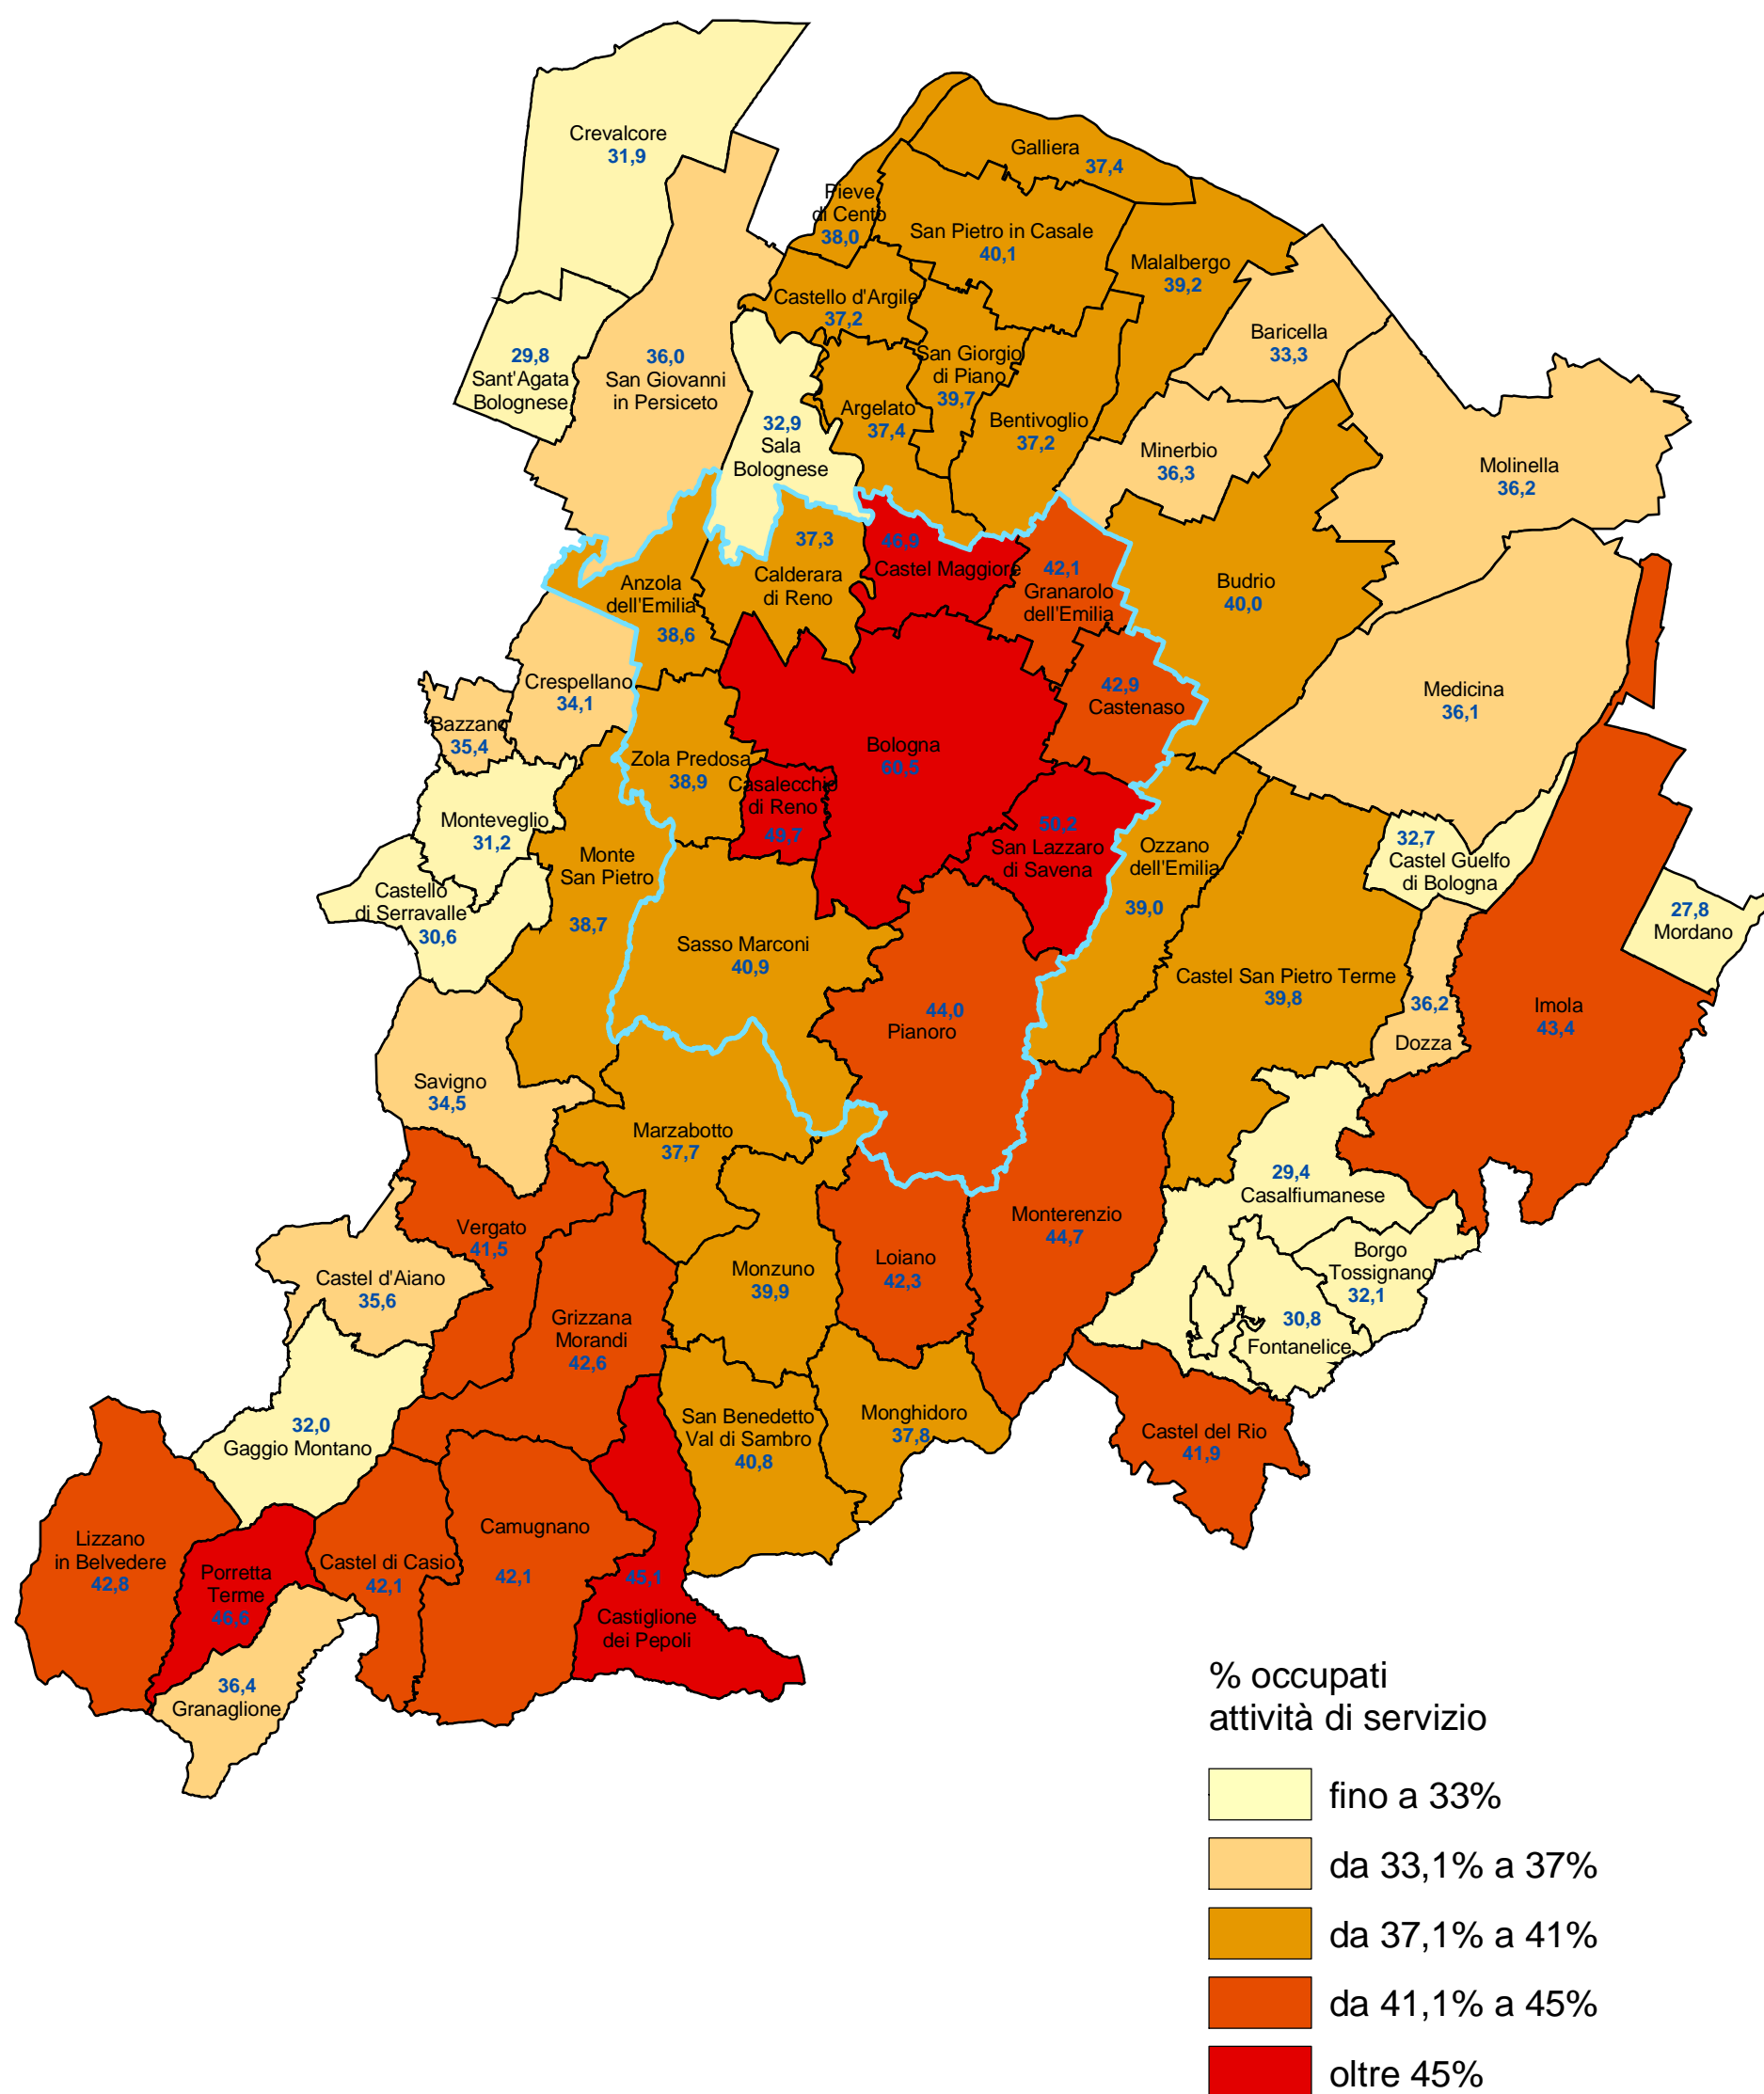 Crevalcore
31,9
Galliera
37,4
Pieve
di Cento
38,0
San Pietro in Casale
40,1
Malalbergo
39,2
Castello d'Argile
37,2
Baricella
33,3
29,8
Sant'Agata
Bolognese
36,0
San Giovanni
in Persiceto
San Giorgio
di Piano
39,7
Argelato
37,4
Bentivoglio
37,2
32,9
Sala
Bolognese
Minerbio
36,3
Molinella
36,2
37,3
Calderara
di Reno
46,9
Castel Maggiore
42,1
Granarolo
dell'Emilia
Budrio
40,0
Anzola
dell'Emilia
38,6
Crespellano
34,1
42,9
Castenaso
Medicina
36,1
Bazzano
35,4
Bologna
60,5
Zola Predosa
38,9
Casalecchio
di Reno
49,7
Monteveglio
31,2
50,2
San Lazzaro
di Savena
Ozzano
dell'Emilia
39,0
32,7
Castel Guelfo
di Bologna
Monte
San Pietro
38,7
Castello
di Serravalle
30,6
27,8
Mordano
Sasso Marconi
40,9
Castel San Pietro Terme
39,8
36,2
Dozza
Imola
43,4
44,0
Pianoro
Savigno
34,5
Marzabotto
37,7
29,4
Casalfiumanese
Vergato
41,5
Monterenzio
44,7
Castel d'Aiano
35,6
Monzuno
39,9
Loiano
42,3
Borgo
Tossignano
32,1
Grizzana
Morandi
42,6
30,8
Fontanelice
32,0
Gaggio Montano
San Benedetto
Val di Sambro
40,8
Monghidoro
37,8
Castel del Rio
41,9
Lizzano
in Belvedere
42,8
Porretta
Terme
46,6
Castel di Casio
42,1
Camugnano
42,1
45,1
Castiglione
dei Pepoli
36,4
Granaglione
% occupati
attività di servizio
fino a 33%
da 33,1% a 37%
da 37,1% a 41%
da 41,1% a 45%
oltre 45%